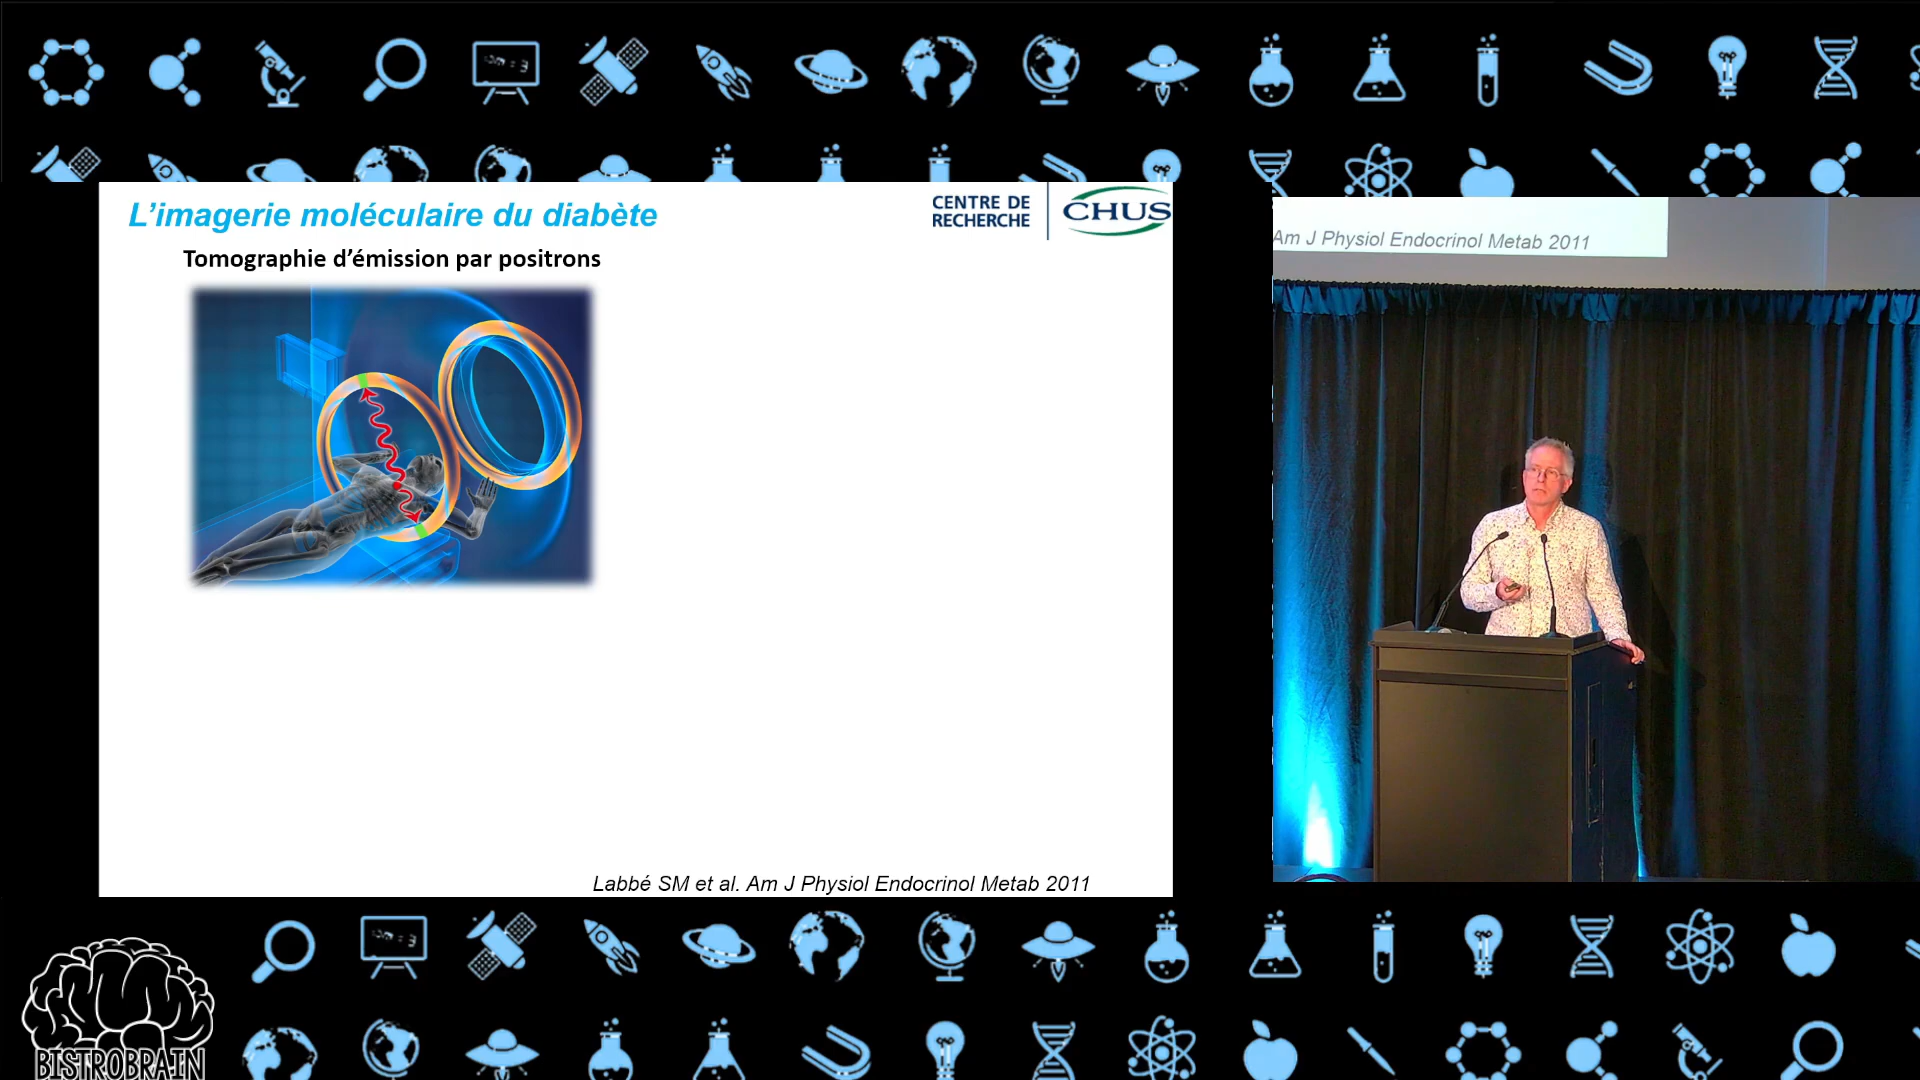 L’imagerie moléculaire du diabète
CENTRE DE
RECHERCHE
CHUS
Tomographie d’émission par positrons
Labbé SM et al. Am J Physiol Endocrinol Metab 2011
Am J Physiol Endocrinol Metab 2011
BISTROBRAIN